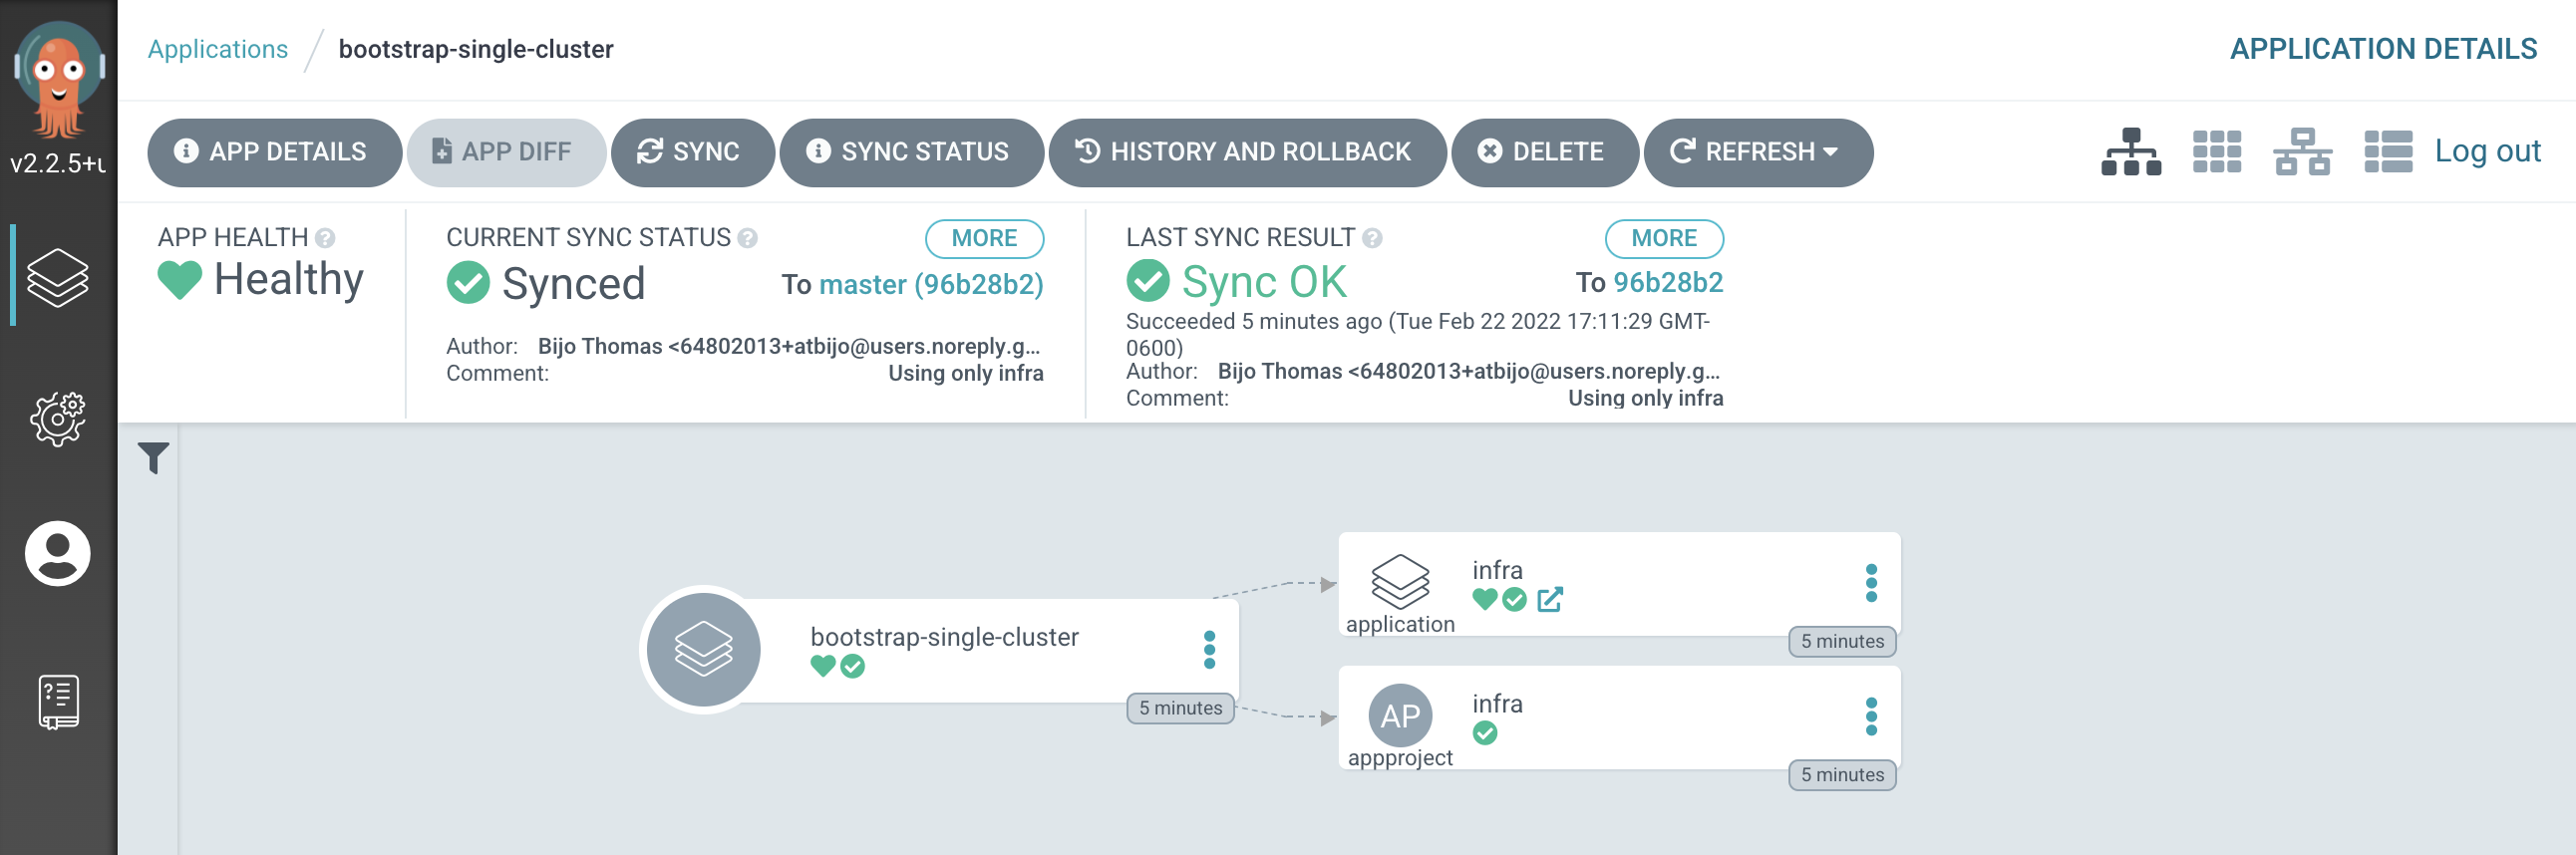 Applications / bootstrap-single-cluster
APPLICATION DETAILS
v2.2.5+u
APP DETAILS
APP DIFF
SYNC
SYNC STATUS
HISTORY AND ROLLBACK
DELETE
REFRESH
Log out
APP HEALTH
Healthy
CURRENT SYNC STATUS
MORE
Synced
To master (96b28b2)
Author: Bijo Thomas <64802013+atbijo@users.noreply.g...
Comment: Using only infra
LAST SYNC RESULT
MORE
Sync OK
To 96b28b2
Succeeded 5 minutes ago (Tue Feb 22 2022 17:11:29 GMT-
0600)
Author: Bijo Thomas <64802013+atbijo@users.noreply.g...
Comment: Using only infra
bootstrap-single-cluster
5 minutes
infra
application
5 minutes
AP
infra
appproject
5 minutes